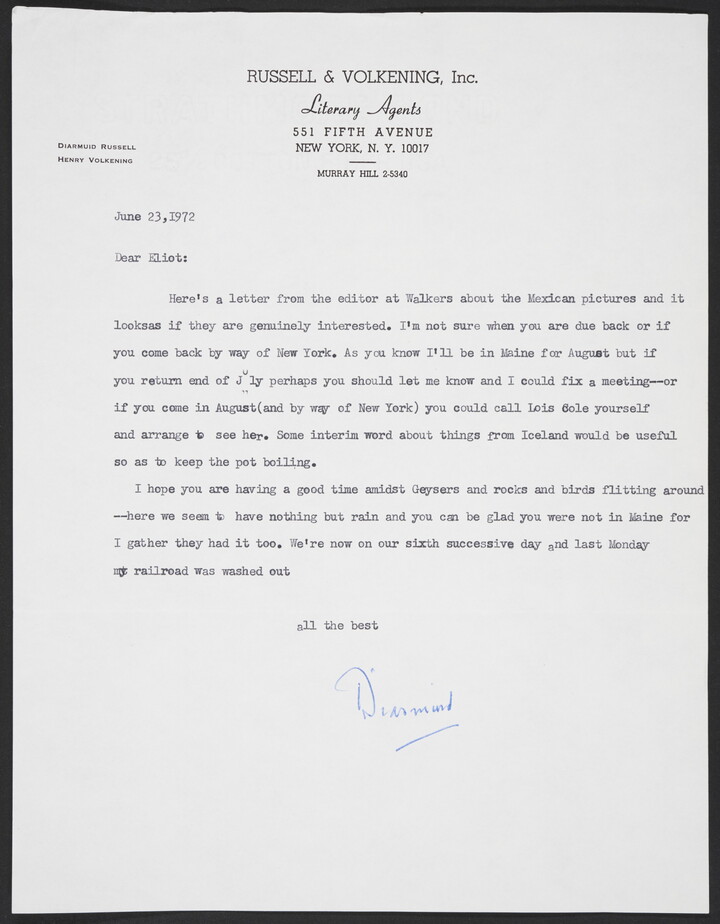 RUSSELL & VOLKENING, Inc.
Literary Agents
551 FIFTH AVENUE
NEW YORK, N. Y. 10017
MURRAY HILL 2-5340
DIARMUID RUSSELL
HENRY VOLKENING
June 23,1972
Dear Eliot:
Here's a letter from the editor at Walkers about the Mexican pictures and it
looksas if they are genuinely interested. I'm not sure when you are due back or if
you come back by way of New York. As you know I'll be in Maine for August but if
you return end of July perhaps you should let me know and I could fix a meeting--or
if you come in August(and by way of New York) you could call Lois Cole yourself
and arrange to see her. Some interim word about things from Iceland would be useful
so as to keep the pot boiling.
I hope you are having a good time amidst Geysers and rocks and birds flitting around
--here we seem to have nothing but rain and you can be glad you were not in Maine for
I gather they had it too. We're now on our sixth successive day and last Monday
my railroad was washed out
all the best
Diarmuid